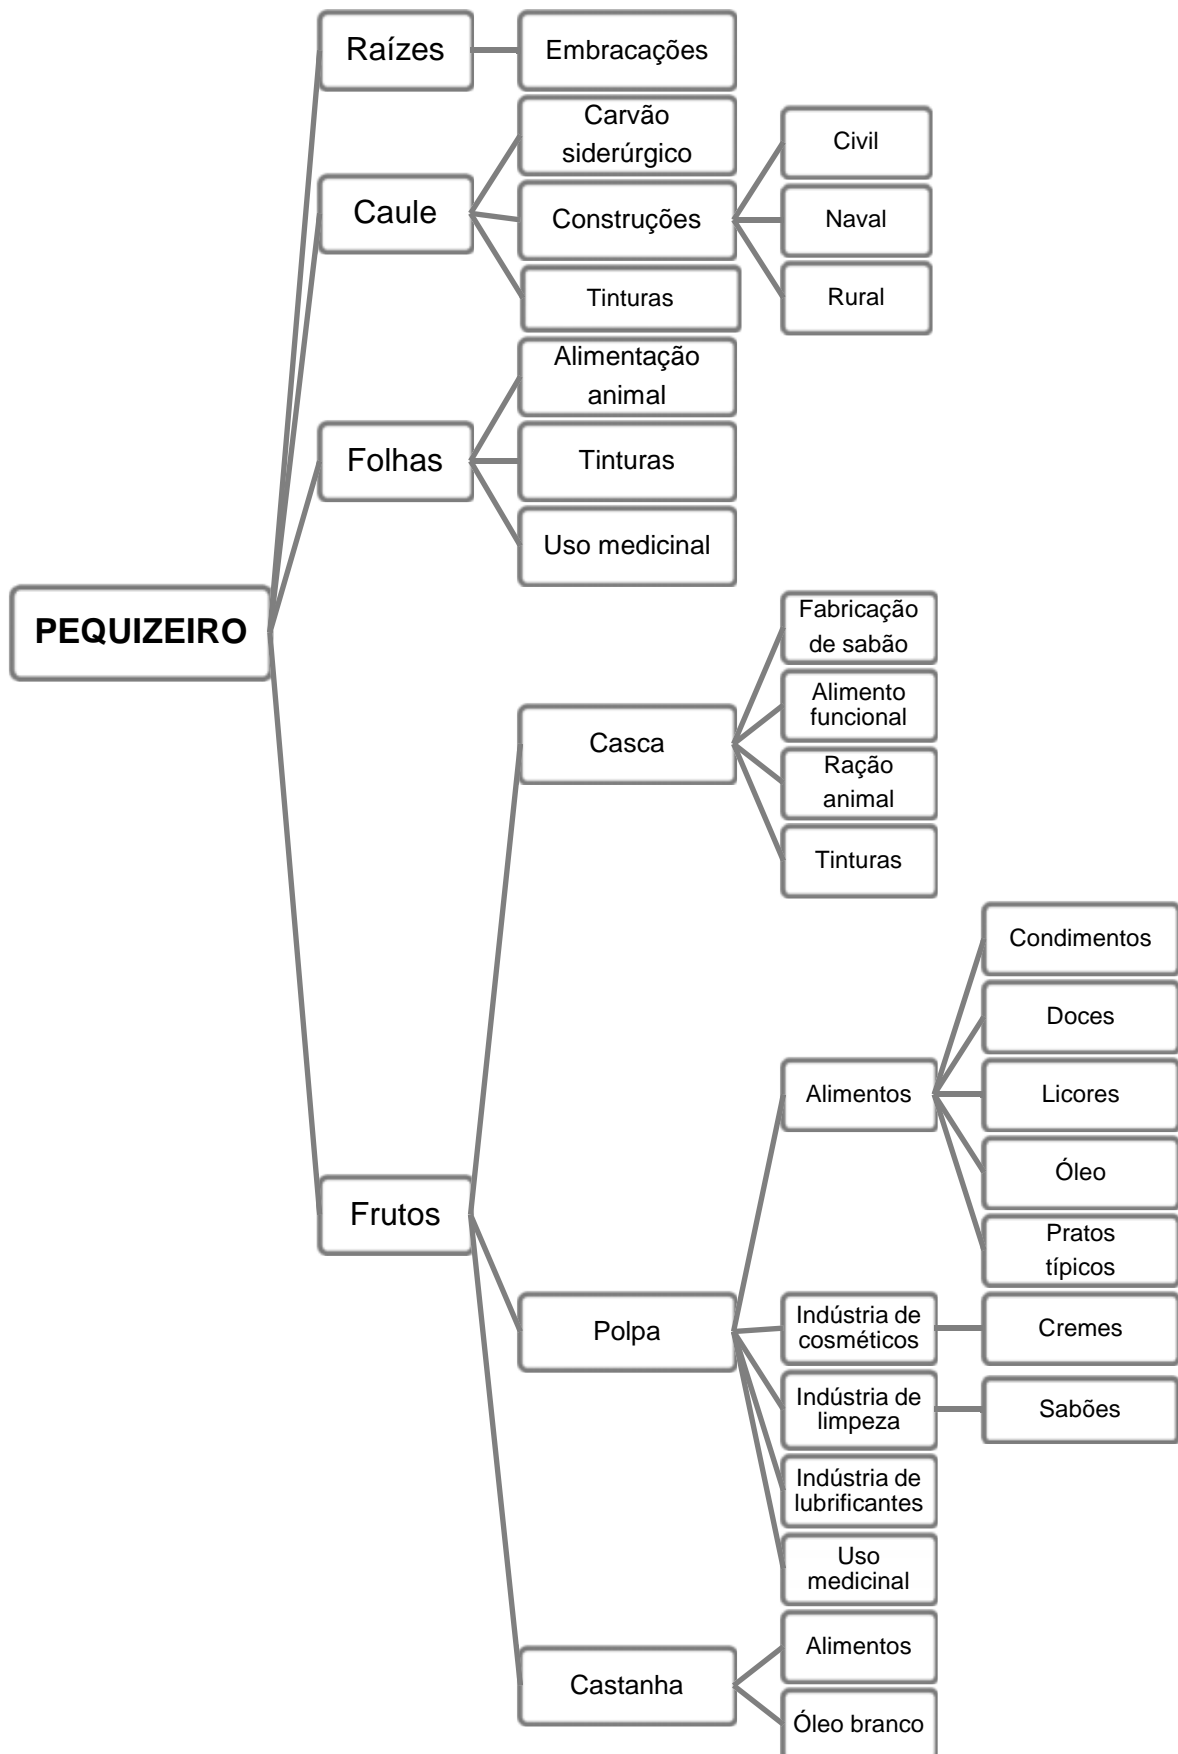 Raízes
Embracações
Carvão
siderúrgico
Civil
Caule
Construções
Naval
Tinturas
Rural
Alimentação
animal
Folhas
Tinturas
Uso medicinal
PEQUIZEIRO
Fabricação
de sabão
Alimento
funcional
Casca
Ração
animal
Tinturas
Condimentos
Doces
Alimentos
Licores
Óleo
Frutos
Pratos
típicos
Polpa
Indústria de
cosméticos
Cremes
Indústria de
limpeza
Sabões
Indústria de
lubrificantes
Uso
medicinal
Alimentos
Castanha
Óleo branco